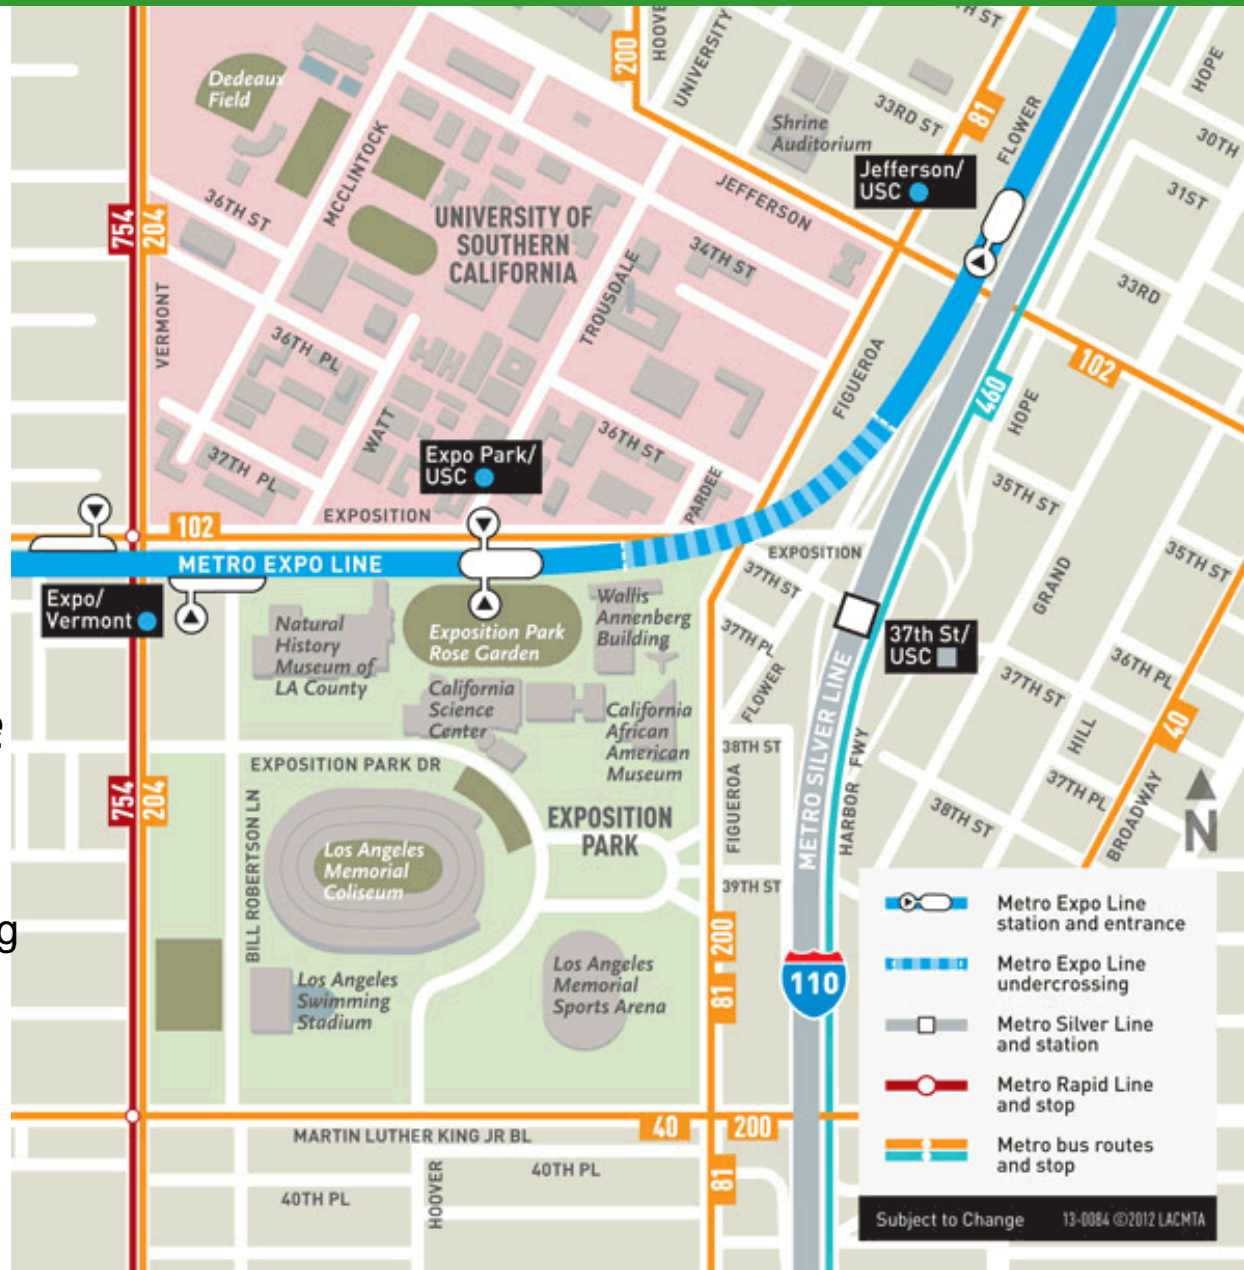 TH ST
HOOV
200
UNIVERSITY
HOPE
Dedeaux
Field
81
33RD ST
FLOWER
Shrine
Auditorium
30TH
MCCLINTOCK
Jefferson/
USC
JEFFERSON
31ST
36TH ST
754
204
UNIVERSITY OF
SOUTHERN
CALIFORNIA
34TH ST
TROUSDALE
33RD
VERMONT
36TH PL
FIGUEROA
102
460
HOPE
WATT
36TH ST
Expo Park/
USC
37TH PL
PARDEE
35TH ST
EXPOSITION
102
METRO EXPO LINE
EXPOSITION
35TH ST
37TH ST
GRAND
Expo/
Vermont
Natural
History
Museum of
LA County
Exposition Park
Rose Garden
Wallis
Annenberg
Building
37TH PL
37th St/
USC
36TH PL
37TH ST
FLOWER
California
Science
Center
California
African
American
Museum
40
HILL
38TH ST
e
EXPOSITION PARK DR
METRO SILVER LINE
HARBOR FWY
37TH PL
754
204
BILL ROBERTSON LN
EXPOSITION
PARK
FIGUEROA
38TH ST
BROADWAY
N
Los Angeles
Memorial
Coliseum
39TH ST
g
200
81
Los Angeles
Swimming
Stadium
Los Angeles
Memorial
Sports Arena
110
Metro Expo Line
station and entrance
Metro Expo Line
undercrossing
Metro Silver Line
and station
Metro Rapid Line
and stop
Metro bus routes
and stop
MARTIN LUTHER KING JR BL
40
200
40TH PL
81
40TH PL
HOOVER
Subject to Change
13-0084 ©2012 LACMTA